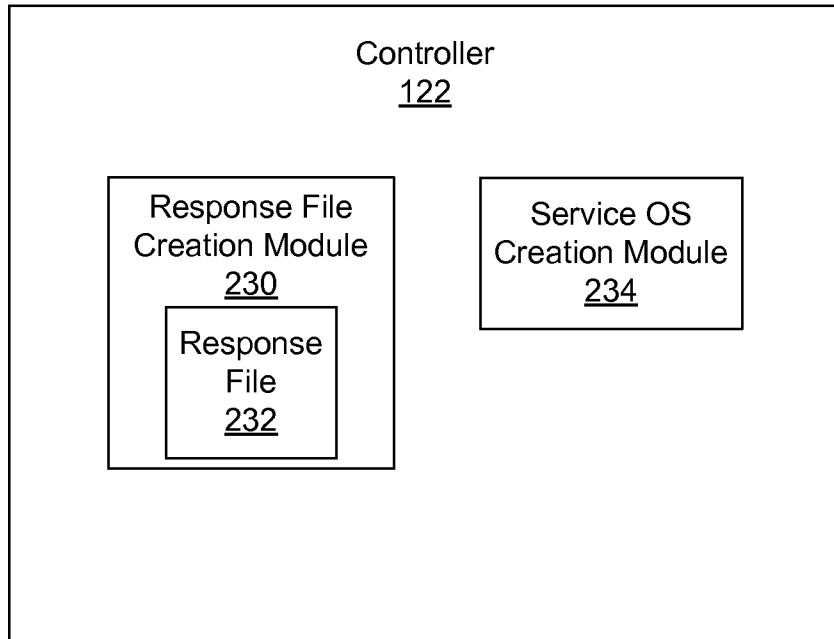 Controller
122
Response File
Creation Module
230
Response
File
232
Service OS
Creation Module
234